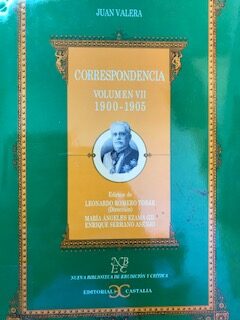 JUAN VALERA
CORRESPONDENCIA
VOLUMEN VII
1900-1905
Edición de
LEONARDO ROMERO TOBAR
(Dirección)
MARÍA ÁNGELES EZAMA GIL
ENRIQUE SERRANO ASENJO
N B
E C
NUEVA BIBLIOTECA DE ERUDICIÓN Y CRÍTICA
EDITORIAL CASTALIA